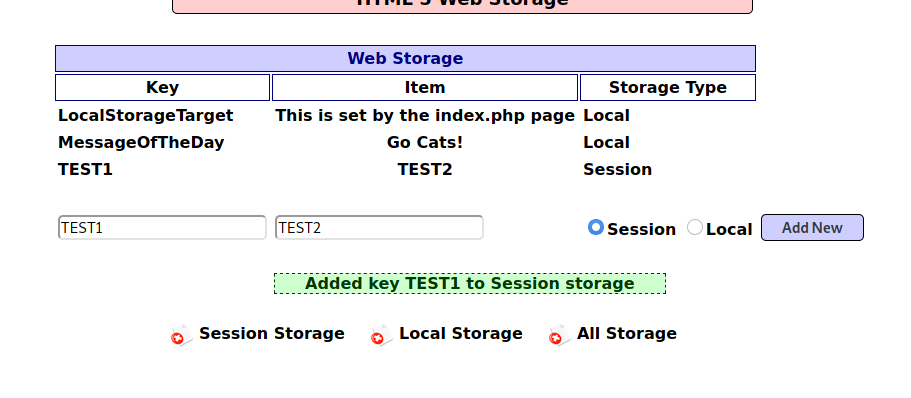 HTML 5 Web Storage
Web Storage
Key Item Storage Type
LocalStorageTarget This is set by the index.php page Local
MessageOfTheDay Go Cats! Local
TEST1 TEST2 Session
TEST1 TEST2 Session Local Add New
Added key TEST1 to Session storage
Session Storage Local Storage All Storage